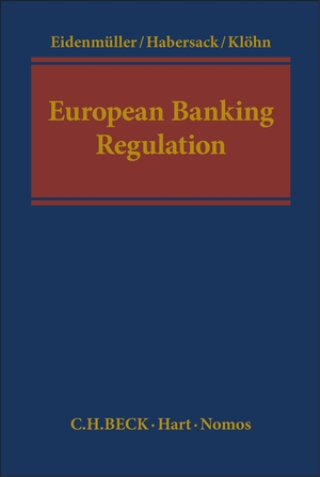 Eidenmüller/Habersack/Klöhn
European Banking
Regulation
C.H.BECK · Hart · Nomos